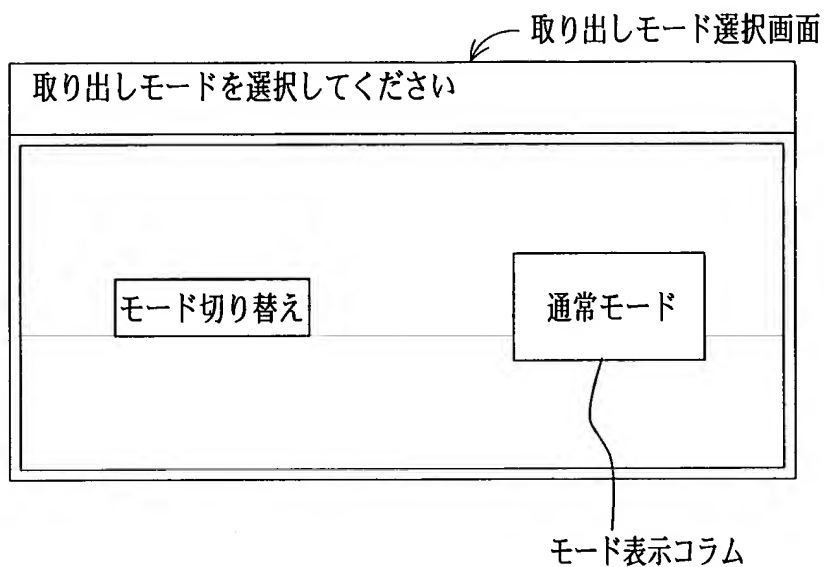 取り出しモード選択画面
取り出しモードを選択してください
モード切り替え
通常モード
モード表示コラム